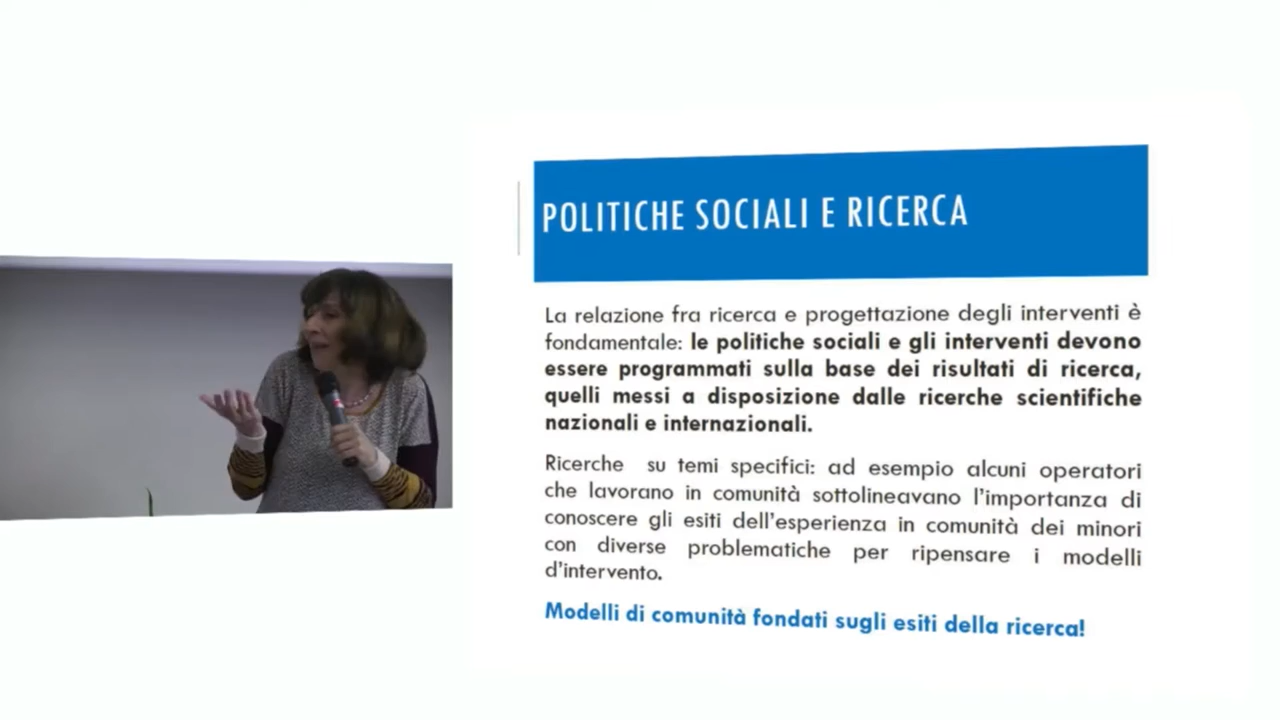 POLITICHE SOCIALI E RICERCA
La relazione fra ricerca e progettazione degli interventi è
fondamentale: le politiche sociali e gli interventi devono
essere programmati sulla base dei risultati di ricerca,
quelli messi a disposizione dalle ricerche scientifiche
nazionali e internazionali.
Ricerche su temi specifici: ad esempio alcuni operatori
che lavorano in comunità sottolineavano l'importanza di
conoscere gli esiti dell'esperienza in comunità dei minori
con diverse problematiche per ripensare i modelli
d'intervento.
Modelli di comunità fondati sugli esiti della ricerca!